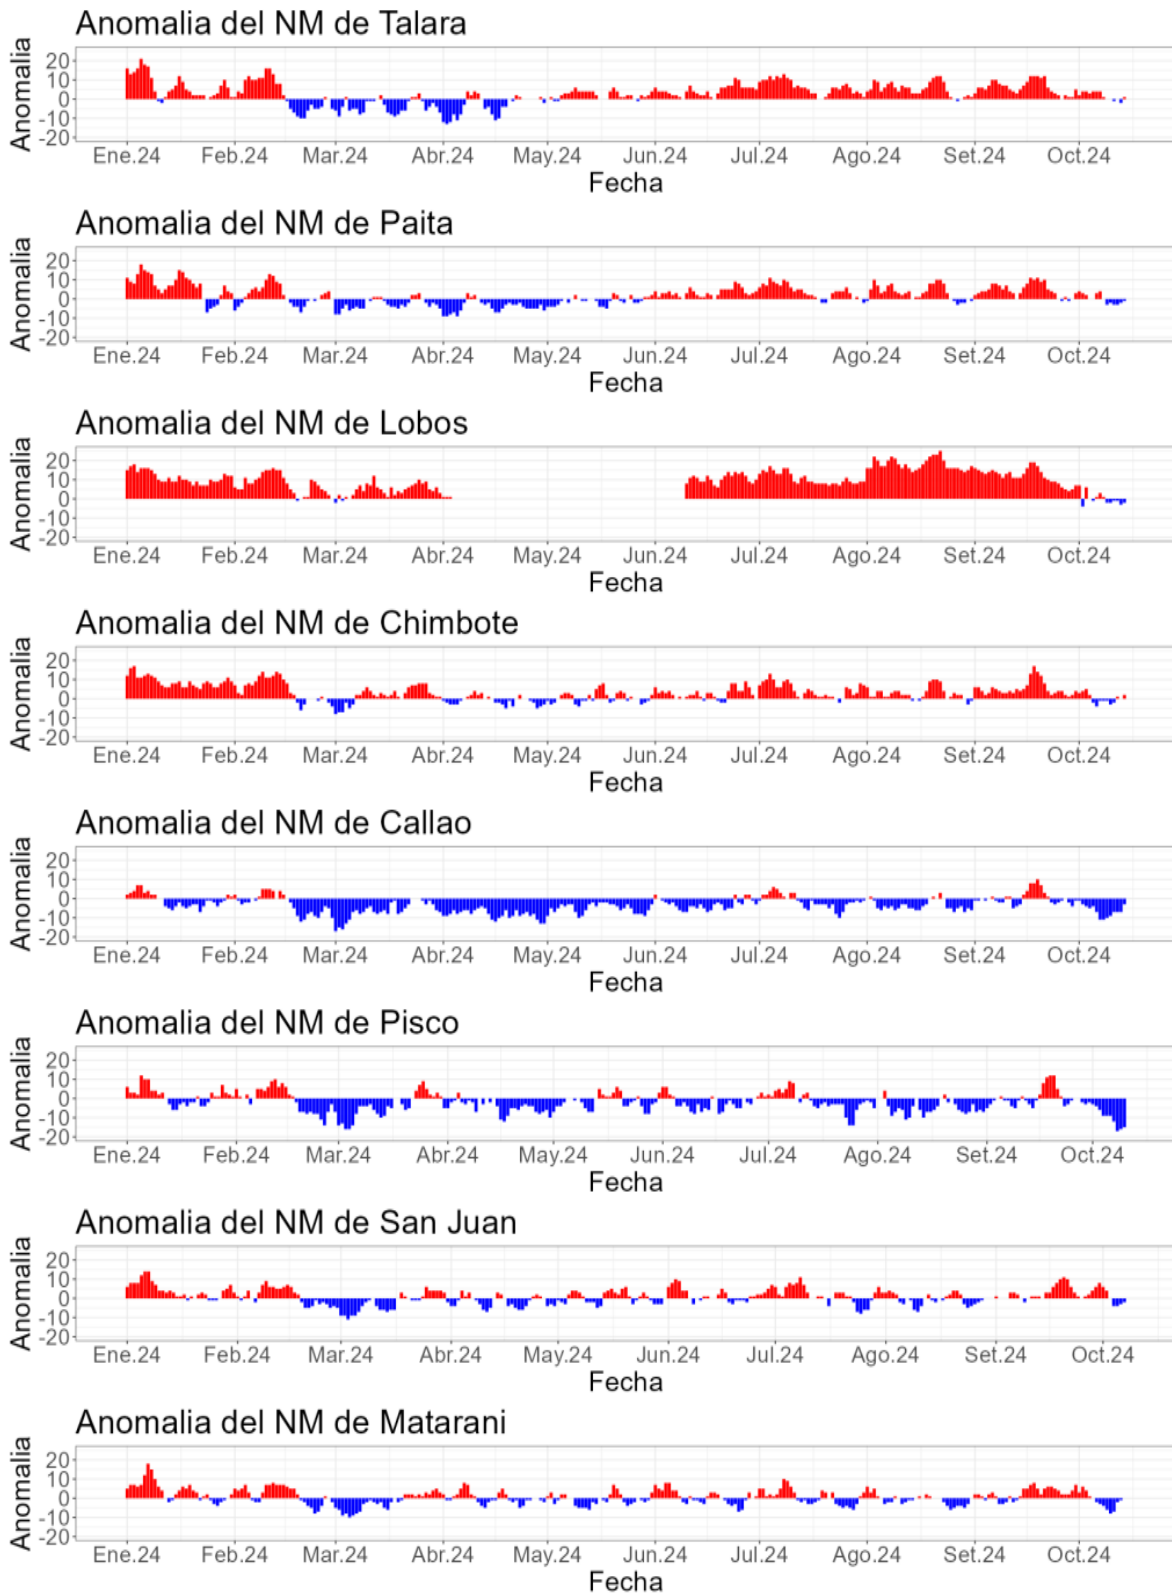 Anomalia del NM de Talara
Anomalia
20
10
0
-10
-20
Ene.24 Feb.24 Mar.24 Abr.24 May.24 Jun.24 Jul.24 Ago.24 Set.24 Oct.24
Fecha
Anomalia del NM de Paita
Anomalia
20
10
0
-10
-20
Ene.24 Feb.24 Mar.24 Abr.24 May.24 Jun.24 Jul.24 Ago.24 Set.24 Oct.24
Fecha
Anomalia del NM de Lobos
Anomalia
20
10
0
-10
-20
Ene.24 Feb.24 Mar.24 Abr.24 May.24 Jun.24 Jul.24 Ago.24 Set.24 Oct.24
Fecha
Anomalia del NM de Chimbote
Anomalia
20
10
0
-10
-20
Ene.24 Feb.24 Mar.24 Abr.24 May.24 Jun.24 Jul.24 Ago.24 Set.24 Oct.24
Fecha
Anomalia del NM de Callao
Anomalia
20
10
0
-10
-20
Ene.24 Feb.24 Mar.24 Abr.24 May.24 Jun.24 Jul.24 Ago.24 Set.24 Oct.24
Fecha
Anomalia del NM de Pisco
Anomalia
20
10
0
-10
-20
Ene.24 Feb.24 Mar.24 Abr.24 May.24 Jun.24 Jul.24 Ago.24 Set.24 Oct.24
Fecha
Anomalia del NM de San Juan
Anomalia
20
10
0
-10
-20
Ene.24 Feb.24 Mar.24 Abr.24 May.24 Jun.24 Jul.24 Ago.24 Set.24 Oct.24
Fecha
Anomalia del NM de Matarani
Anomalia
20
10
0
-10
-20
Ene.24 Feb.24 Mar.24 Abr.24 May.24 Jun.24 Jul.24 Ago.24 Set.24 Oct.24
Fecha